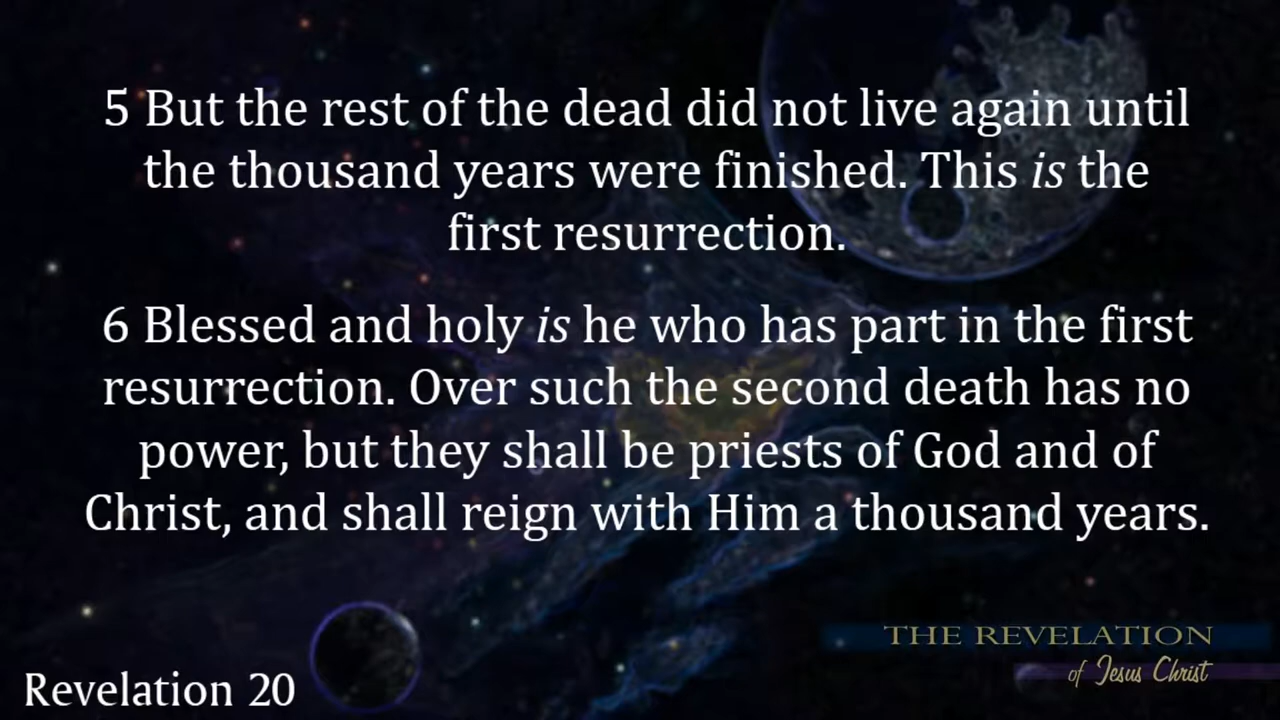 5 But the rest of the dead did not live again until
the thousand years were finished. This is the
first resurrection.
6 Blessed and holy is he who has part in the first
resurrection. Over such the second death has no
power, but they shall be priests of God and of
Christ, and shall reign with Him a thousand years.
THE REVELATION
of Jesus Christ
Revelation 20